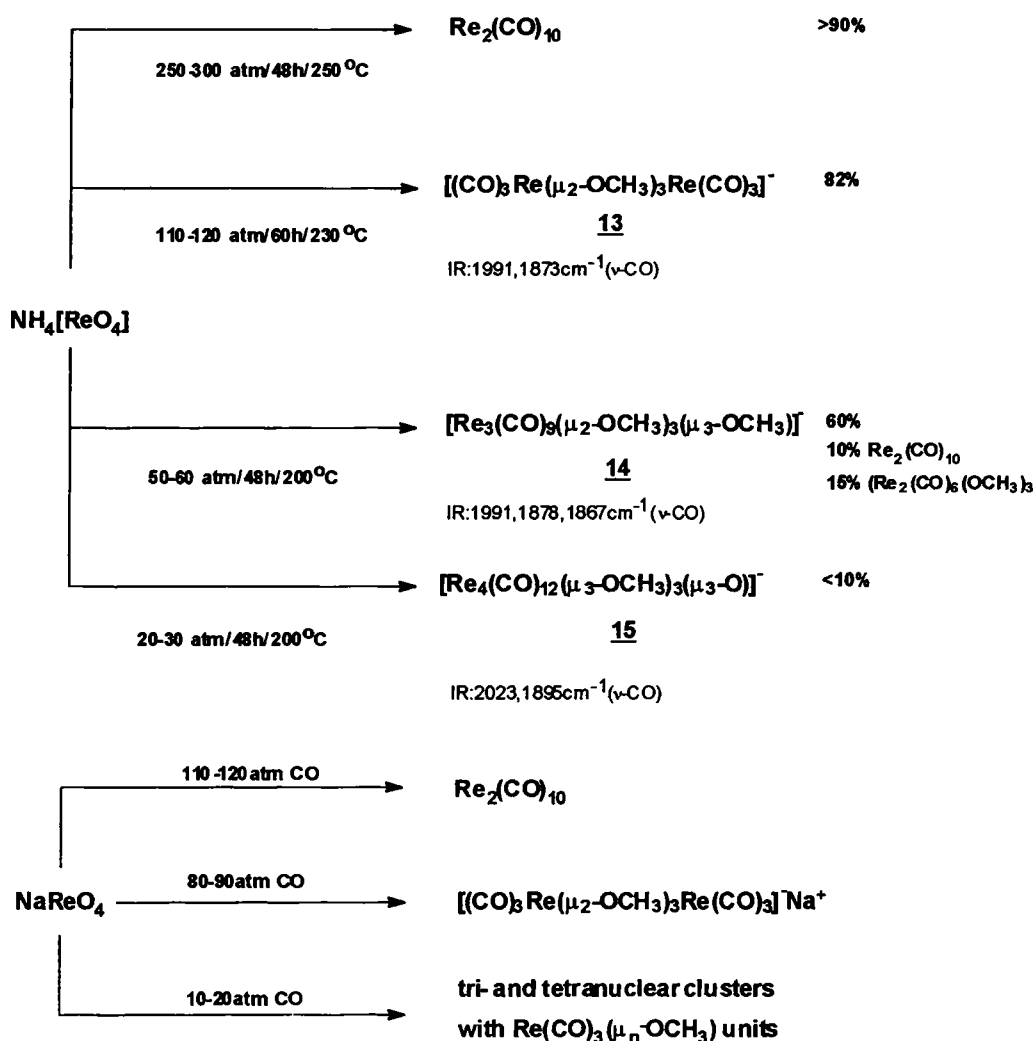 Re₂(CO)₁₀ >90%
250-300 atm/48h/250 ᴼC
[(CO)₃Re(μ₂-OCH₃)₃Re(CO)₃]⁻ 82%
110-120 atm/60h/230 ᴼC
13
IR:1991,1873cm⁻¹(ν-CO)
NH₄[ReO₄]
[Re₃(CO)₉(μ₂-OCH₃)₃(μ₃-OCH₃)]⁻ 60%
10% Re₂(CO)₁₀
50-60 atm/48h/200ᴼC
14
15% (Re₂(CO)₆(OCH₃)₃
IR:1991,1878,1867cm⁻¹(ν-CO)
[Re₄(CO)₁₂(μ₃-OCH₃)₃(μ₃-O)]⁻ <10%
20-30 atm/48h/200ᴼC
15
IR:2023,1895cm⁻¹(ν-CO)
110-120atm CO
Re₂(CO)₁₀
80-90atm CO
NaReO₄
[(CO)₃Re(μ₂-OCH₃)₃Re(CO)₃]⁻Na⁺
10-20atm CO
tri- and tetranuclear clusters
with Re(CO)₃(μₙ-OCH₃) units